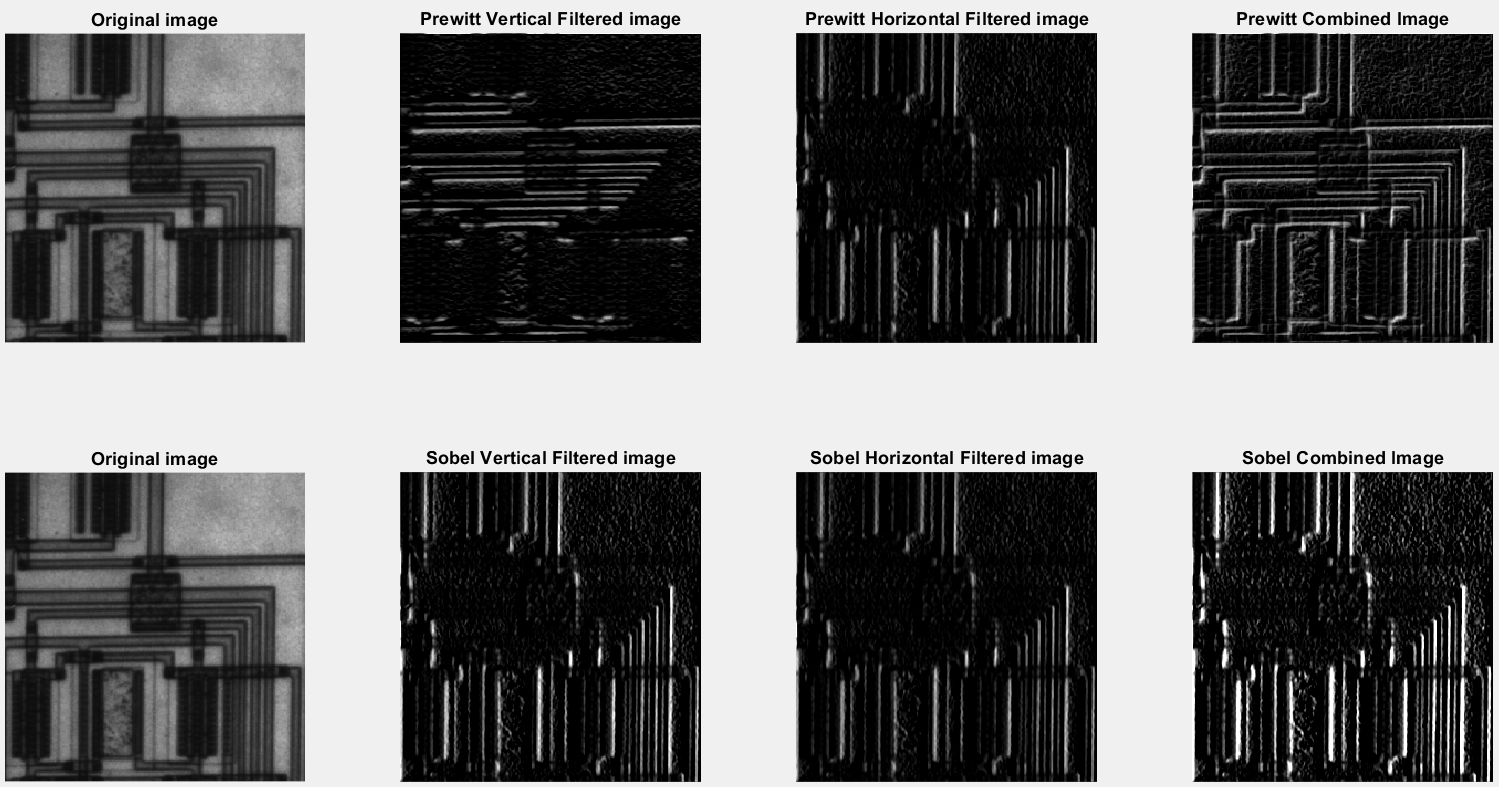 Original image
Prewitt Vertical Filtered image
Prewitt Horizontal Filtered image
Prewitt Combined Image
Original image
Sobel Vertical Filtered image
Sobel Horizontal Filtered image
Sobel Combined Image